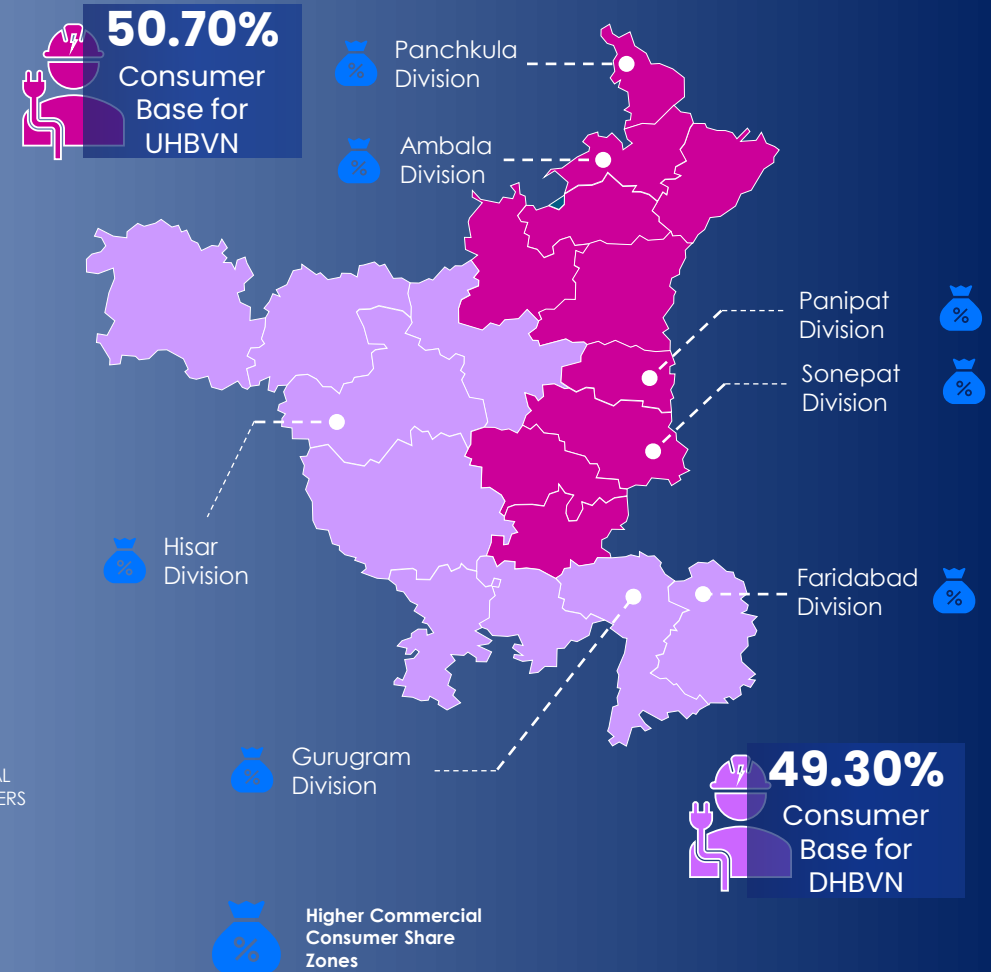 50.70%
Consumer
Base for
UHBVN
Panchkula
Division
%
Ambala
Division
%
Panipat
Division
%
Sonepat
Division
%
Hisar
Division
%
Faridabad
Division
%
Gurugram
Division
%
49.30%
Consumer
Base for
DHBVN
%
Higher Commercial
Consumer Share
Zones